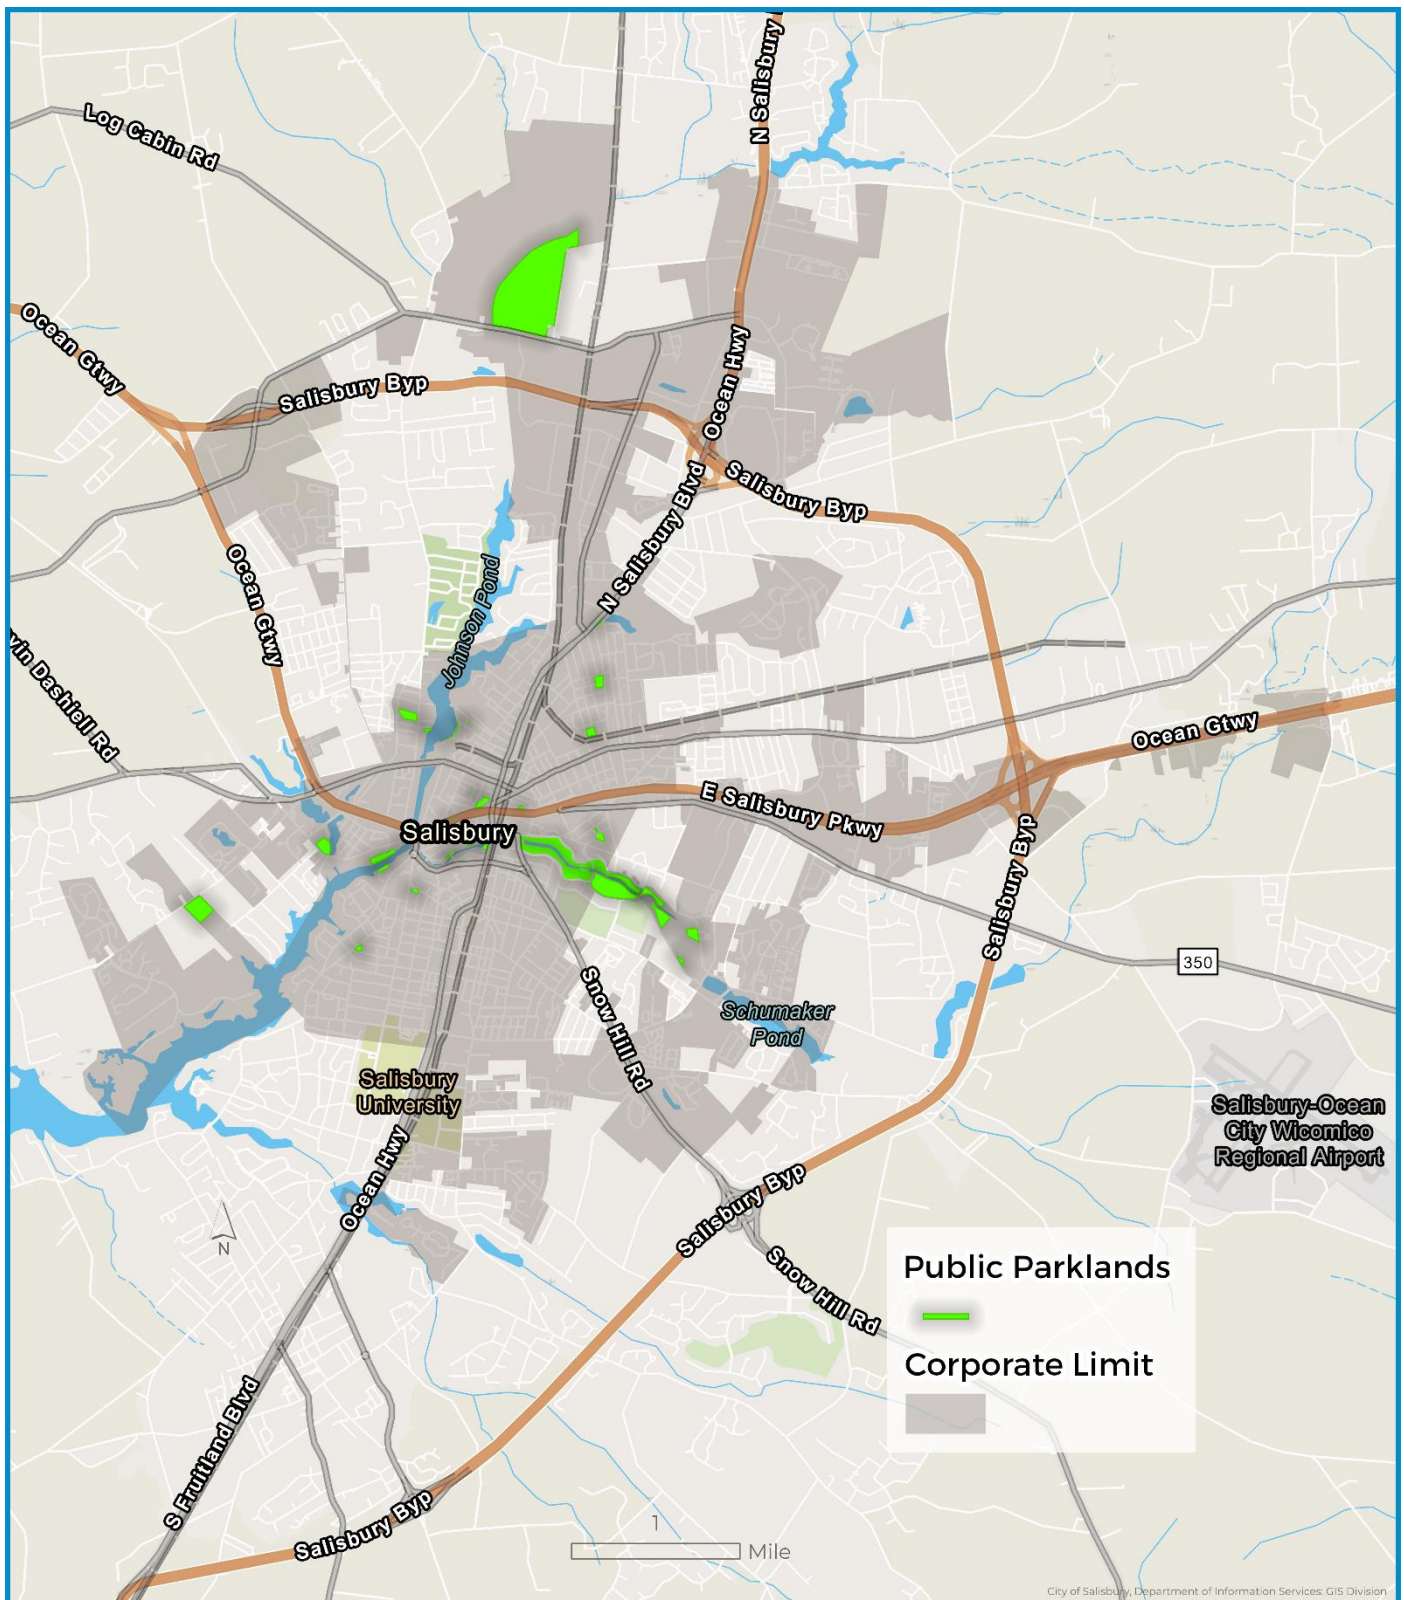 N Salisbury
Log Cabin Rd
Ocean Gtwy
Salisbury Byp
Ocean Hwy
Salisbury Byp
N Salisbury Blvd
Ocean Gtwy
Johnson Pond
vin Dashiell Rd
Ocean Gtwy
E Salisbury Pkwy
Salisbury
Salisbury Byp
350
Snow Hill Rd
Schumaker
Pond
Salisbury
University
Salisbury-Ocean
City Wicomico
Regional Airport
Ocean Hwy
Salisbury Byp
N
Snow Hill Rd
Public Parklands
Corporate Limit
S Fruitland Blvd
Salisbury Byp
1
Mile
City of Salisbury, Department of Information Services: GIS Division